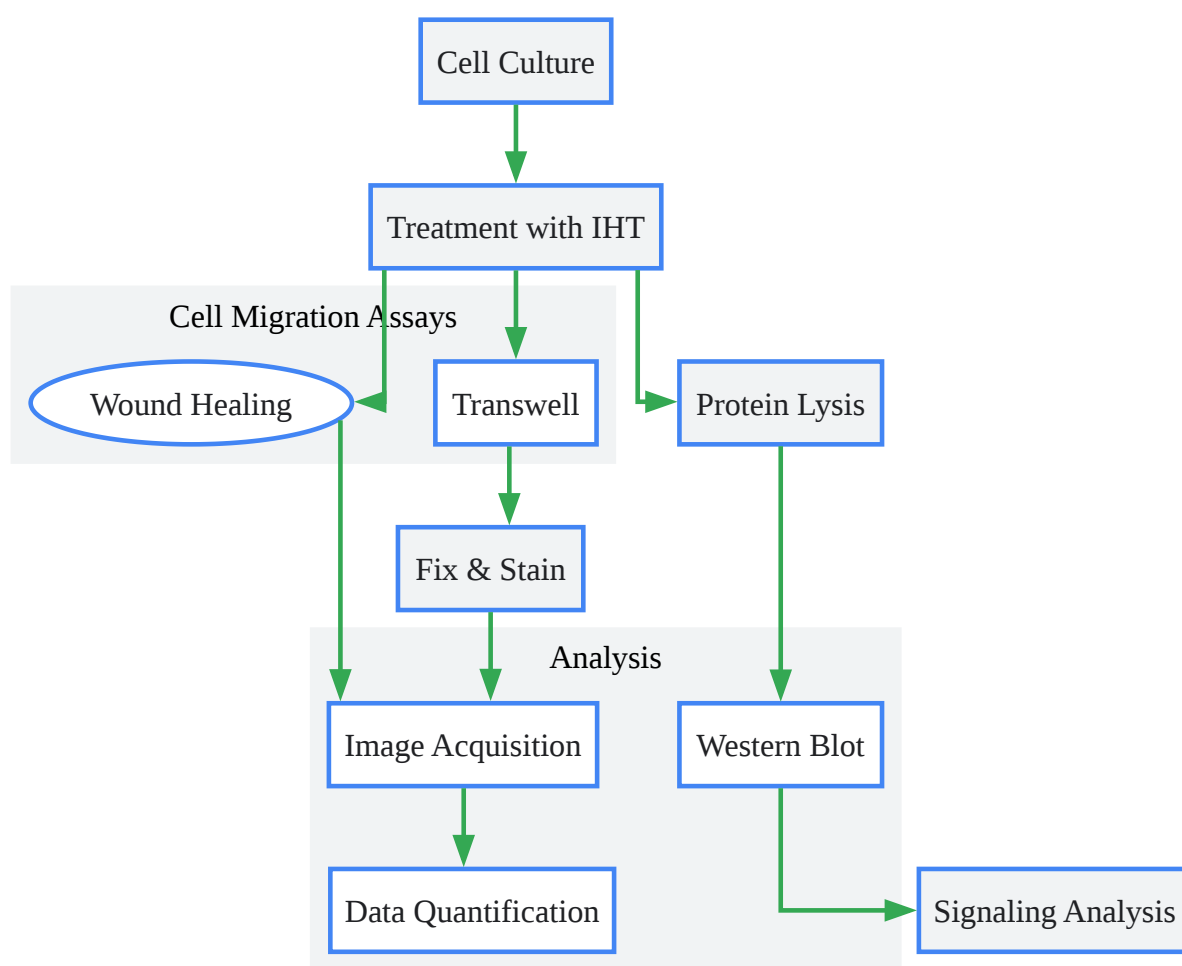 Cell Culture
Treatment with IHT
Cell Migration Assays
Wound Healing
Transwell
Protein Lysis
Fix & Stain
Analysis
Image Acquisition
Western Blot
Data Quantification
Signaling Analysis